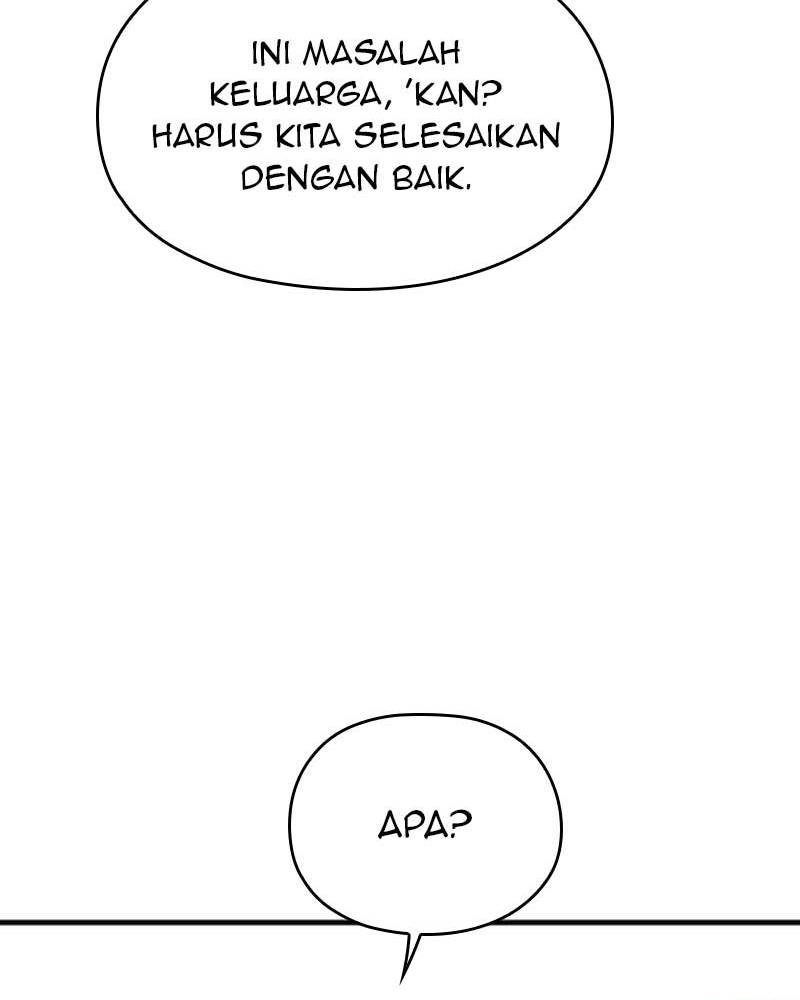 INI MASALAH
KELUARGA, 'KAN?
HARUS KITA SELESAIKAN
DENGAN BAIK.
APA?